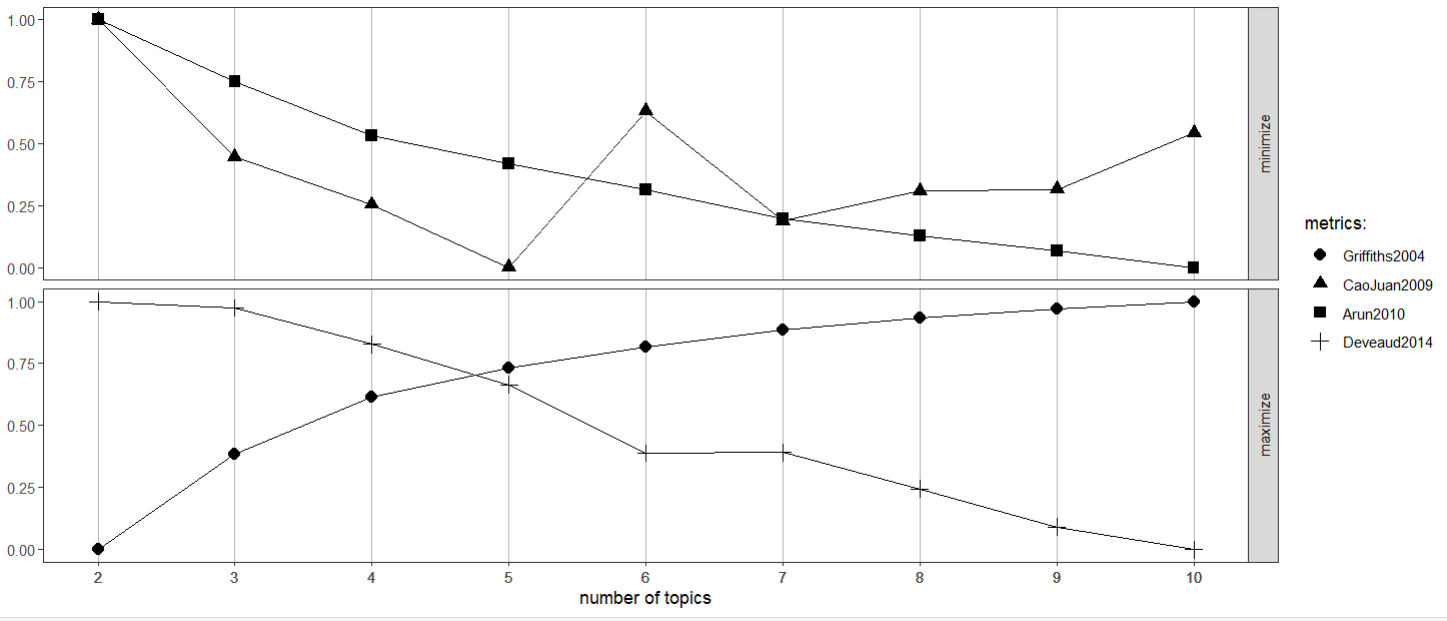 1.00
0.75
0.50
0.25
0.00
minimize
1.00
0.75
0.50
0.25
0.00
maximize
2 3 4 5 6 7 8 9 10
number of topics
metrics:
Griffiths2004
CaoJuan2009
Arun2010
Deveaud2014